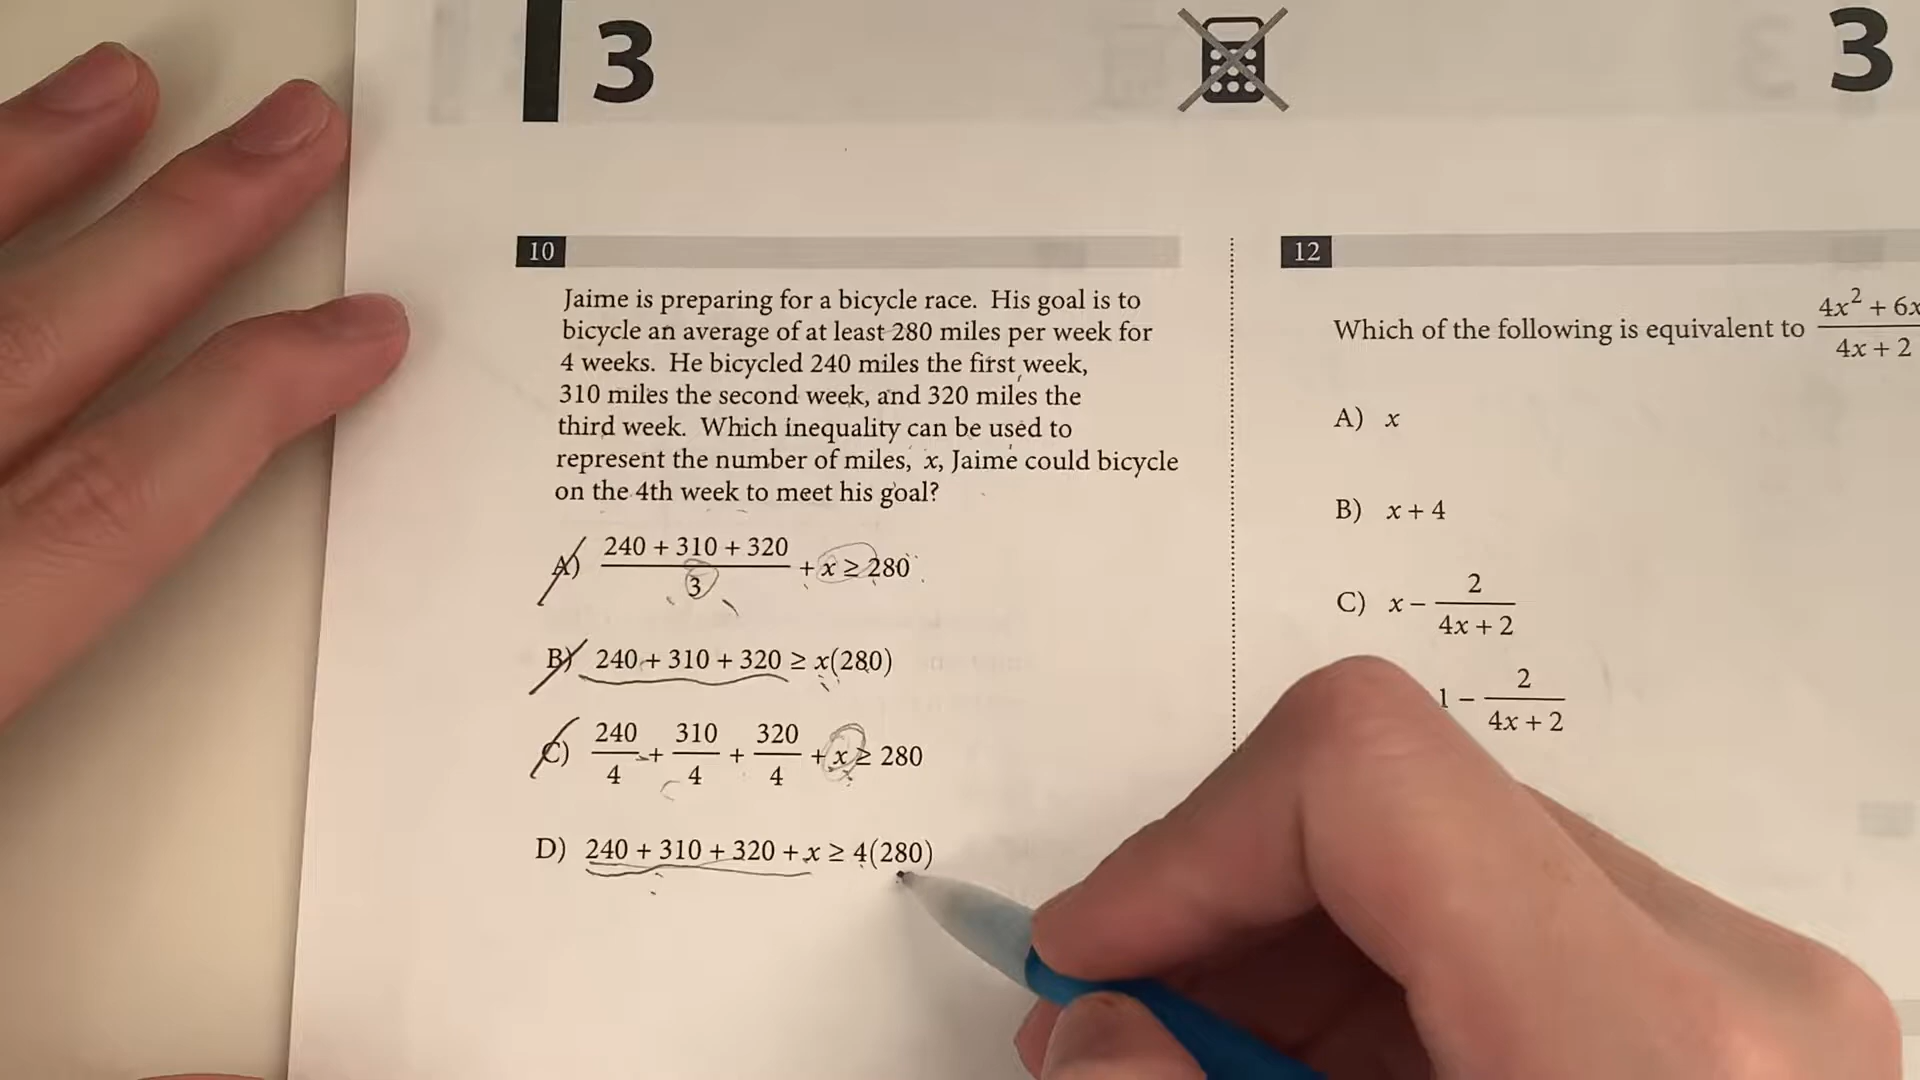 3 3
10
Jaime is preparing for a bicycle race. His goal is to
bicycle an average of at least 280 miles per week for
4 weeks. He bicycled 240 miles the first week,
310 miles the second week, and 320 miles the
third week. Which inequality can be used to
represent the number of miles, x, Jaime could bicycle
on the 4th week to meet his goal?
A) (240 + 310 + 320)/3 + x ≥ 280
B) 240 + 310 + 320 ≥ x(280)
C) 240/4 + 310/4 + 320/4 + x ≥ 280
D) 240 + 310 + 320 + x ≥ 4(280)
12
Which of the following is equivalent to (4x² + 6x)/(4x + 2)
A) x
B) x + 4
C) x − 2/(4x + 2)
1 − 2/(4x + 2)